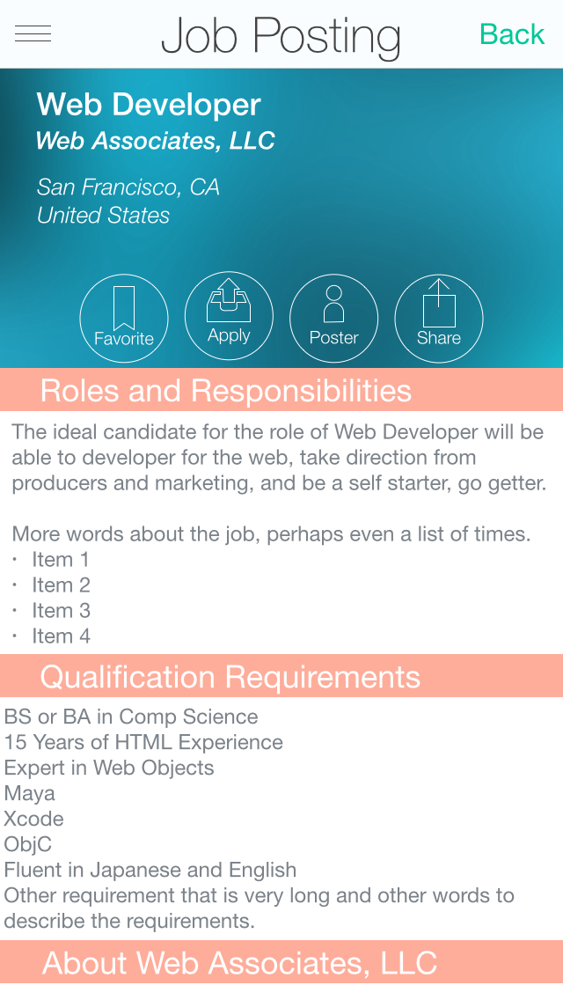 Job Posting
Back
Web Developer
Web Associates, LLC
San Francisco, CA
United States
Favorite
Apply
Poster
Share
Roles and Responsibilities
The ideal candidate for the role of Web Developer will be
able to developer for the web, take direction from
producers and marketing, and be a self starter, go getter.
More words about the job, perhaps even a list of times.
• Item 1
• Item 2
• Item 3
• Item 4
Qualification Requirements
BS or BA in Comp Science
15 Years of HTML Experience
Expert in Web Objects
Maya
Xcode
ObjC
Fluent in Japanese and English
Other requirement that is very long and other words to
describe the requirements.
About Web Associates, LLC